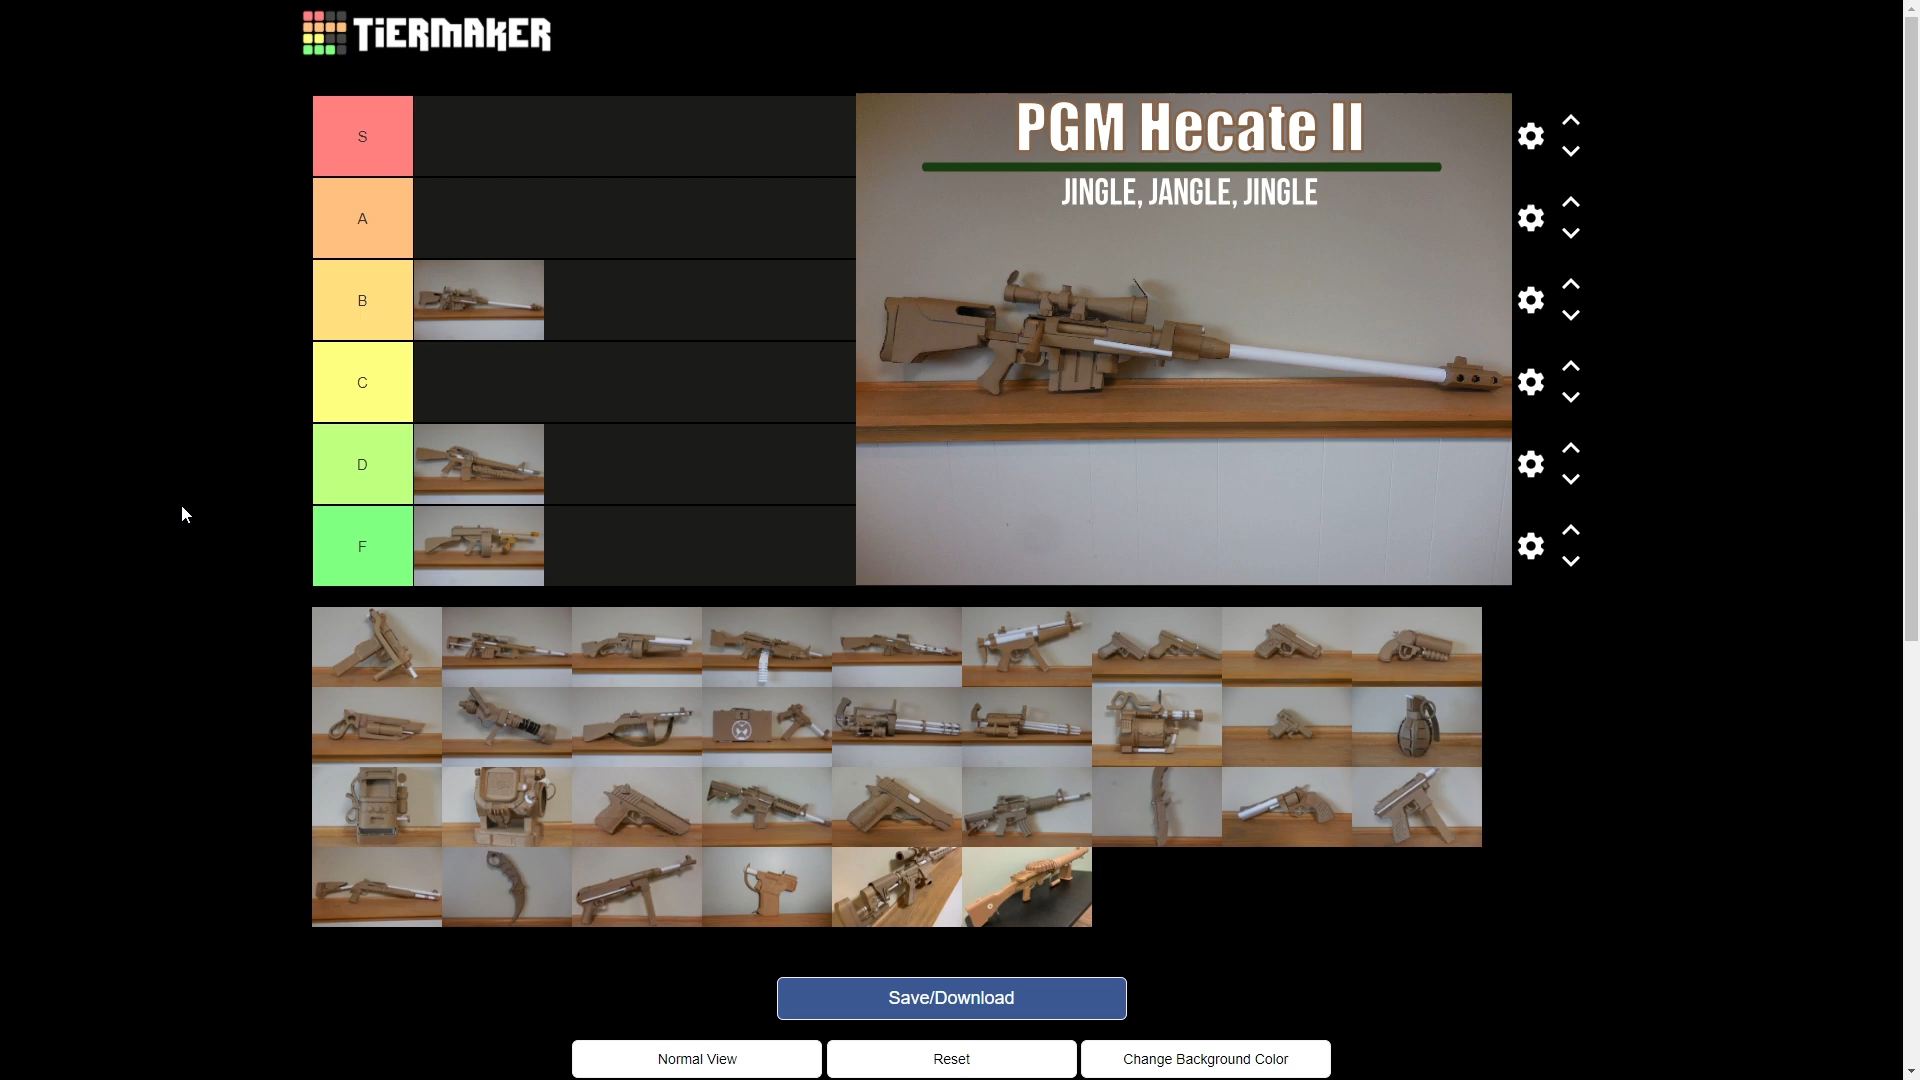 TiERMAKER
PGM Hecate II
JINGLE, JANGLE, JINGLE
S
A
B
C
D
F
Save/Download
Normal View
Reset
Change Background Color